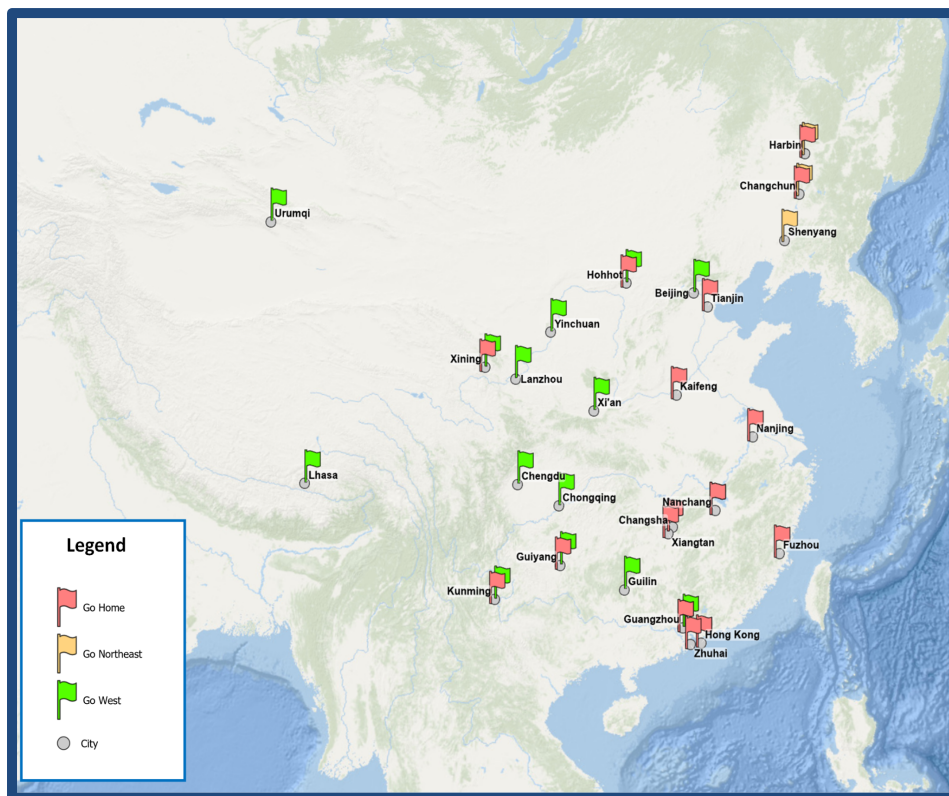 Harbin
Changchun
Urumqi
Shenyang
Hohhot
Beijing
Tianjin
Yinchuan
Xining
Lanzhou
Kaifeng
Xi'an
Nanjing
Lhasa
Chengdu
Chongqing
Nanchang
Changsha
Xiangtan
Fuzhou
Guiyang
Guilin
Kunming
Guangzhou
Hong Kong
Zhuhai
Legend
Go Home
Go Northeast
Go West
City